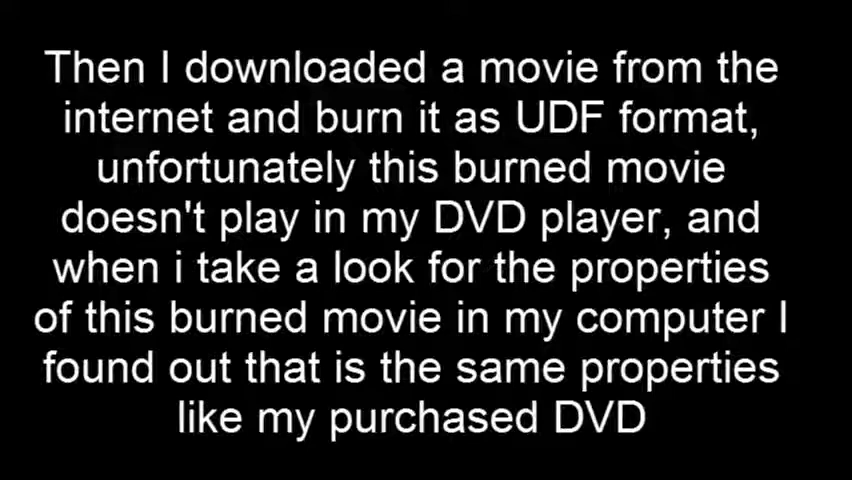 Then I downloaded a movie from the
internet and burn it as UDF format,
unfortunately this burned movie
doesn't play in my DVD player, and
when i take a look for the properties
of this burned movie in my computer I
found out that is the same properties
like my purchased DVD